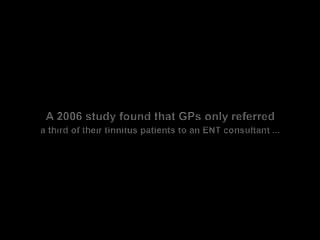 A 2006 study found that GPs only referred
a third of their tinnitus patients to an ENT consultant ...